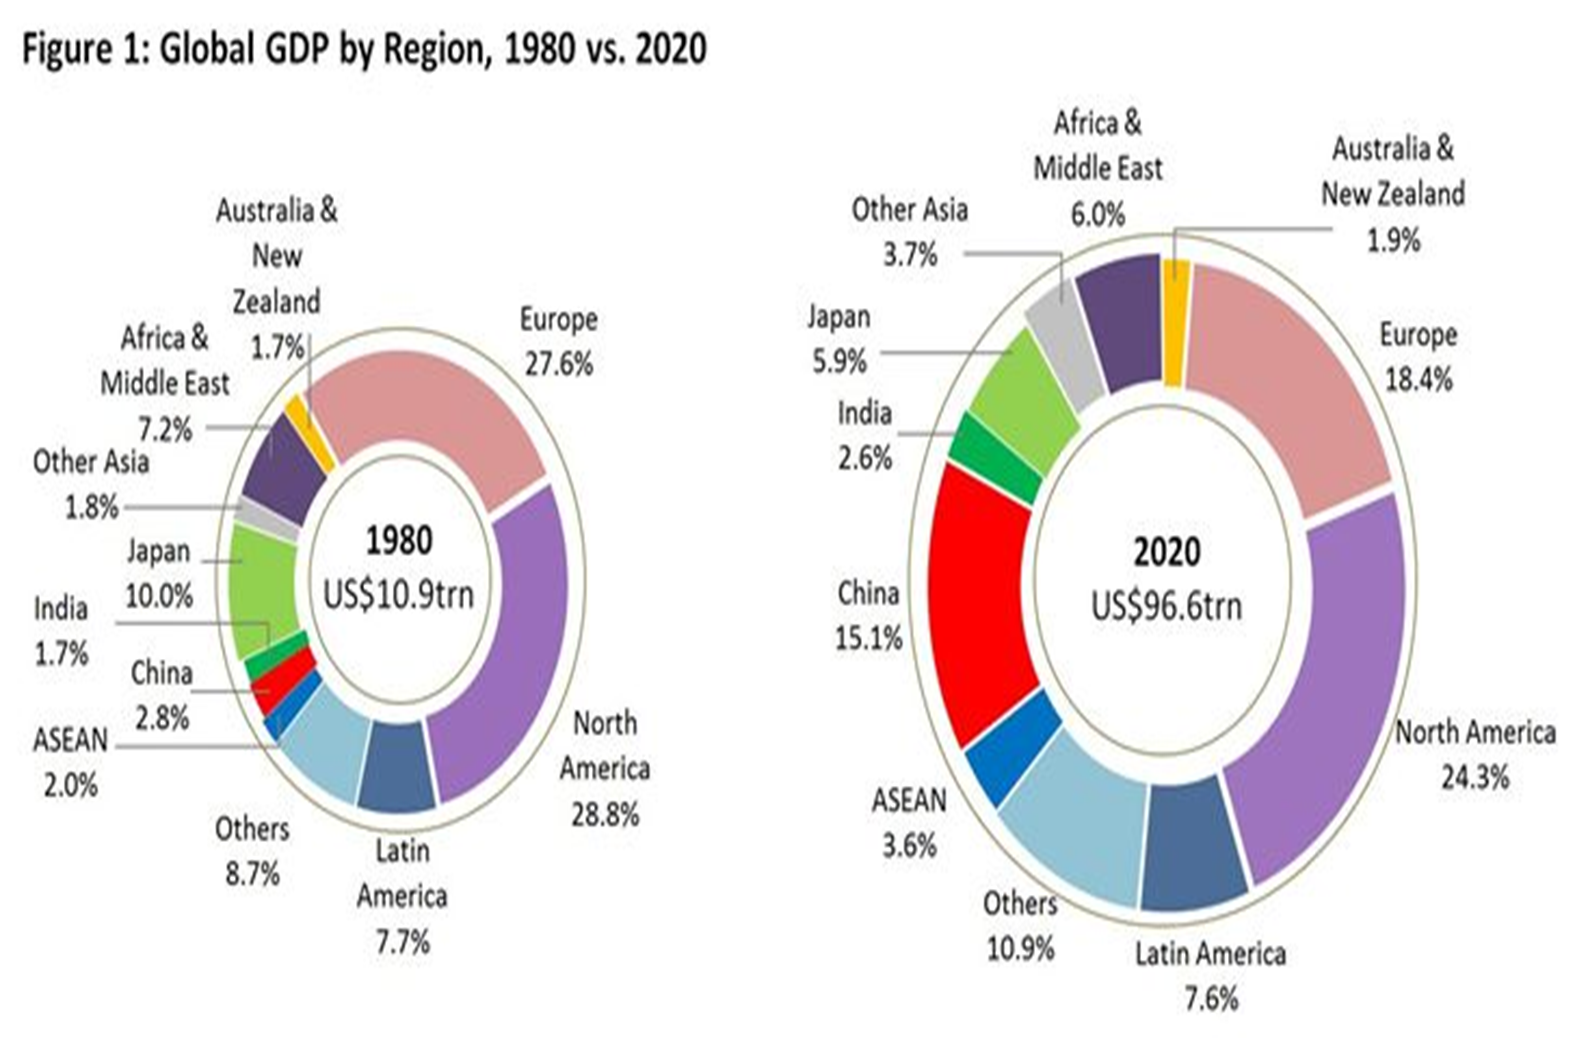 Figure 1: Global GDP by Region, 1980 vs. 2020
Australia &
New
Zealand
1.7%
Europe
27.6%
Africa &
Middle East
7.2%
Other Asia
1.8%
Japan
10.0%
India
1.7%
China
2.8%
ASEAN
2.0%
Others
8.7%
Latin
America
7.7%
North
America
28.8%
1980
US$10.9trn
Africa &
Middle East
6.0%
Australia &
New Zealand
1.9%
Other Asia
3.7%
Japan
5.9%
Europe
18.4%
India
2.6%
China
15.1%
ASEAN
3.6%
Others
10.9%
Latin America
7.6%
North America
24.3%
2020
US$96.6trn